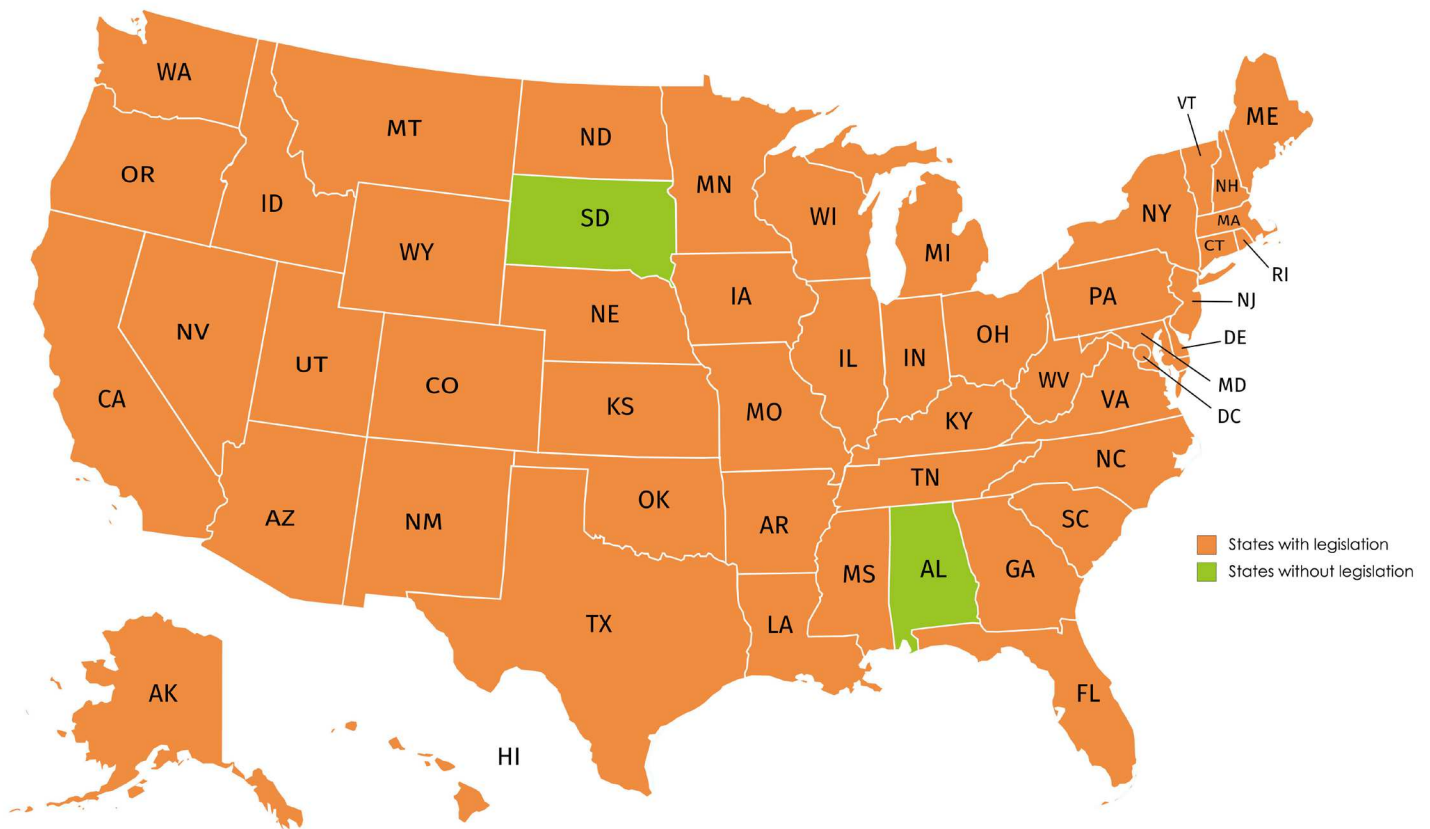 WA
MT
ND
MN
OR
ID
SD
WI
MI
VT
ME
NH
NY
MA
CT
RI
WY
IA
NE
PA
NJ
NV
UT
CO
IL
IN
OH
DE
MD
DC
WV
VA
CA
KS
MO
KY
NC
TN
AZ
NM
OK
AR
SC
MS
AL
GA
LA
TX
FL
AK
HI
States with legislation
States without legislation